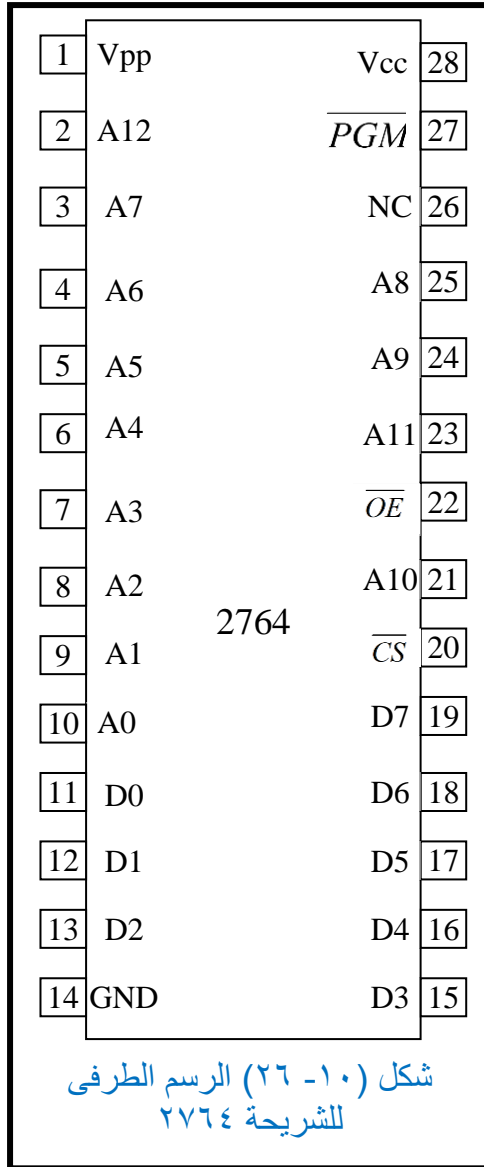 1 Vpp Vcc 28
2 A12 P̅G̅M̅ 27
3 A7 NC 26
4 A6 A8 25
5 A5 A9 24
6 A4 A11 23
7 A3 O̅E̅ 22
8 A2 A10 21
2764
9 A1 C̅S̅ 20
10 A0 D7 19
11 D0 D6 18
12 D1 D5 17
13 D2 D4 16
14 GND D3 15
شكل (١٠- ٢٦) الرسم الطرفى
للشريحة ٢٧٦٤